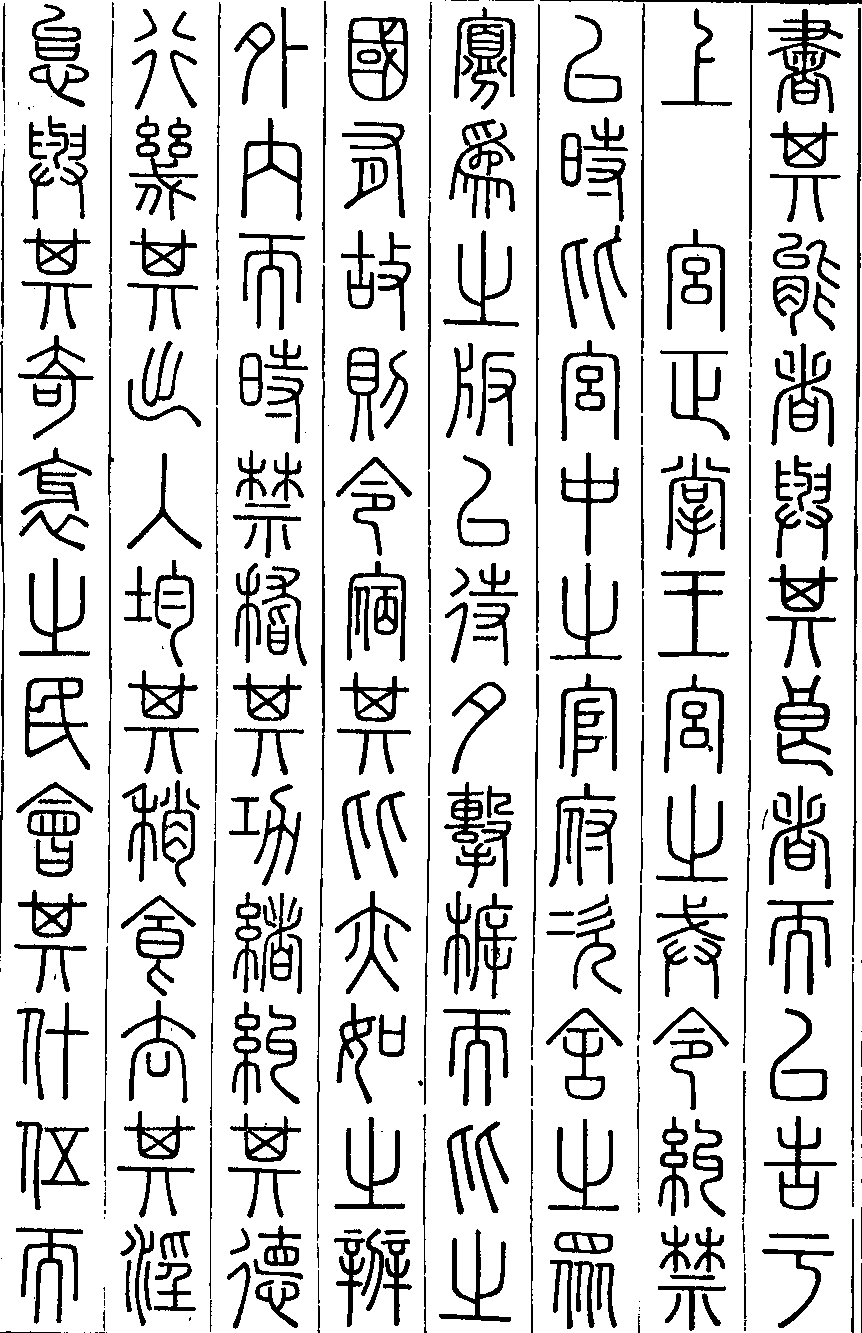 書其能者與其良者而以告于
上　宮正掌王宮之戒令糾禁
以時比宮中之官府次舍之眾
寡為之版以待夕擊柝而比之
國有故則令宿其比亦如之辨
外內而時禁稽其功緒糾其德
行幾其出入均其稍食去其淫
怠與其奇衺之民會其什伍而